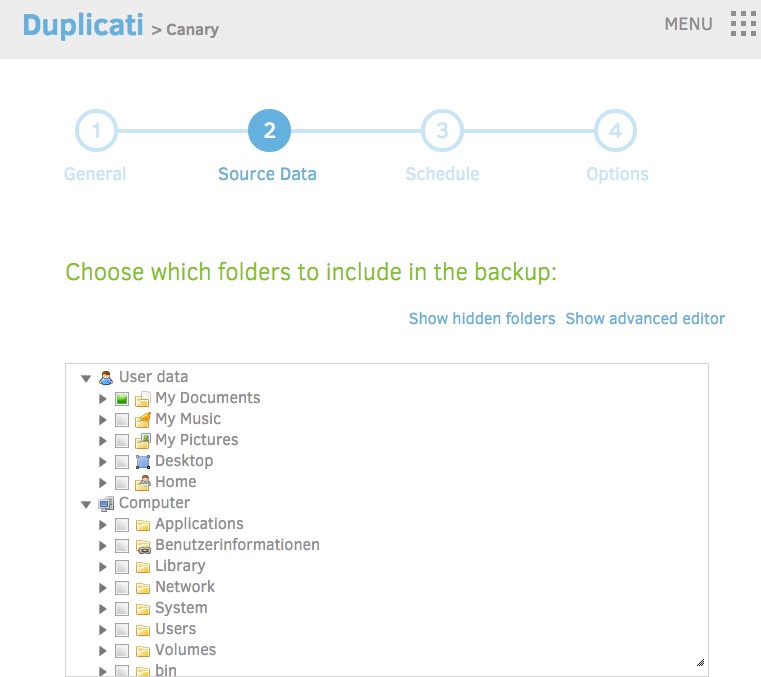 Duplicati > Canary MENU
1 2 3 4
General Source Data Schedule Options
Choose which folders to include in the backup:
Show hidden folders Show advanced editor
User data
My Documents
My Music
My Pictures
Desktop
Home
Computer
Applications
Benutzerinformationen
Library
Network
System
Users
Volumes
bin